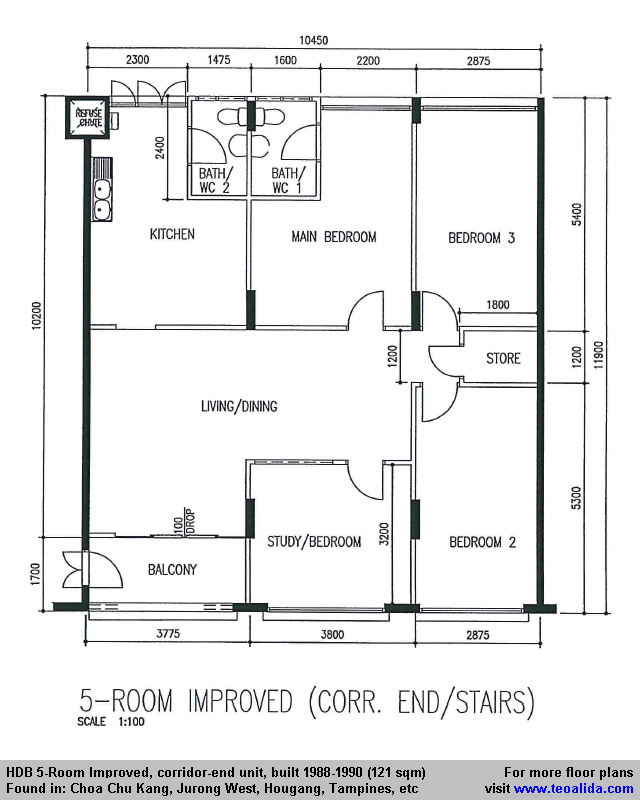 10450
2300 1475 1600 2200 2875
REFUSE
CHUTE
2400
BATH/
WC 2
BATH/
WC 1
5400
KITCHEN
MAIN BEDROOM
BEDROOM 3
10200
1800
1200
STORE
1200
11900
LIVING/DINING
100
DROP
3200
STUDY/BEDROOM
BEDROOM 2
5300
1700
BALCONY
3775 3800 2875
5-ROOM IMPROVED (CORR. END/STAIRS)
SCALE 1:100
HDB 5-Room Improved, corridor-end unit, built 1988-1990 (121 sqm) For more floor plans
Found in: Choa Chu Kang, Jurong West, Hougang, Tampines, etc visit www.teoalida.com